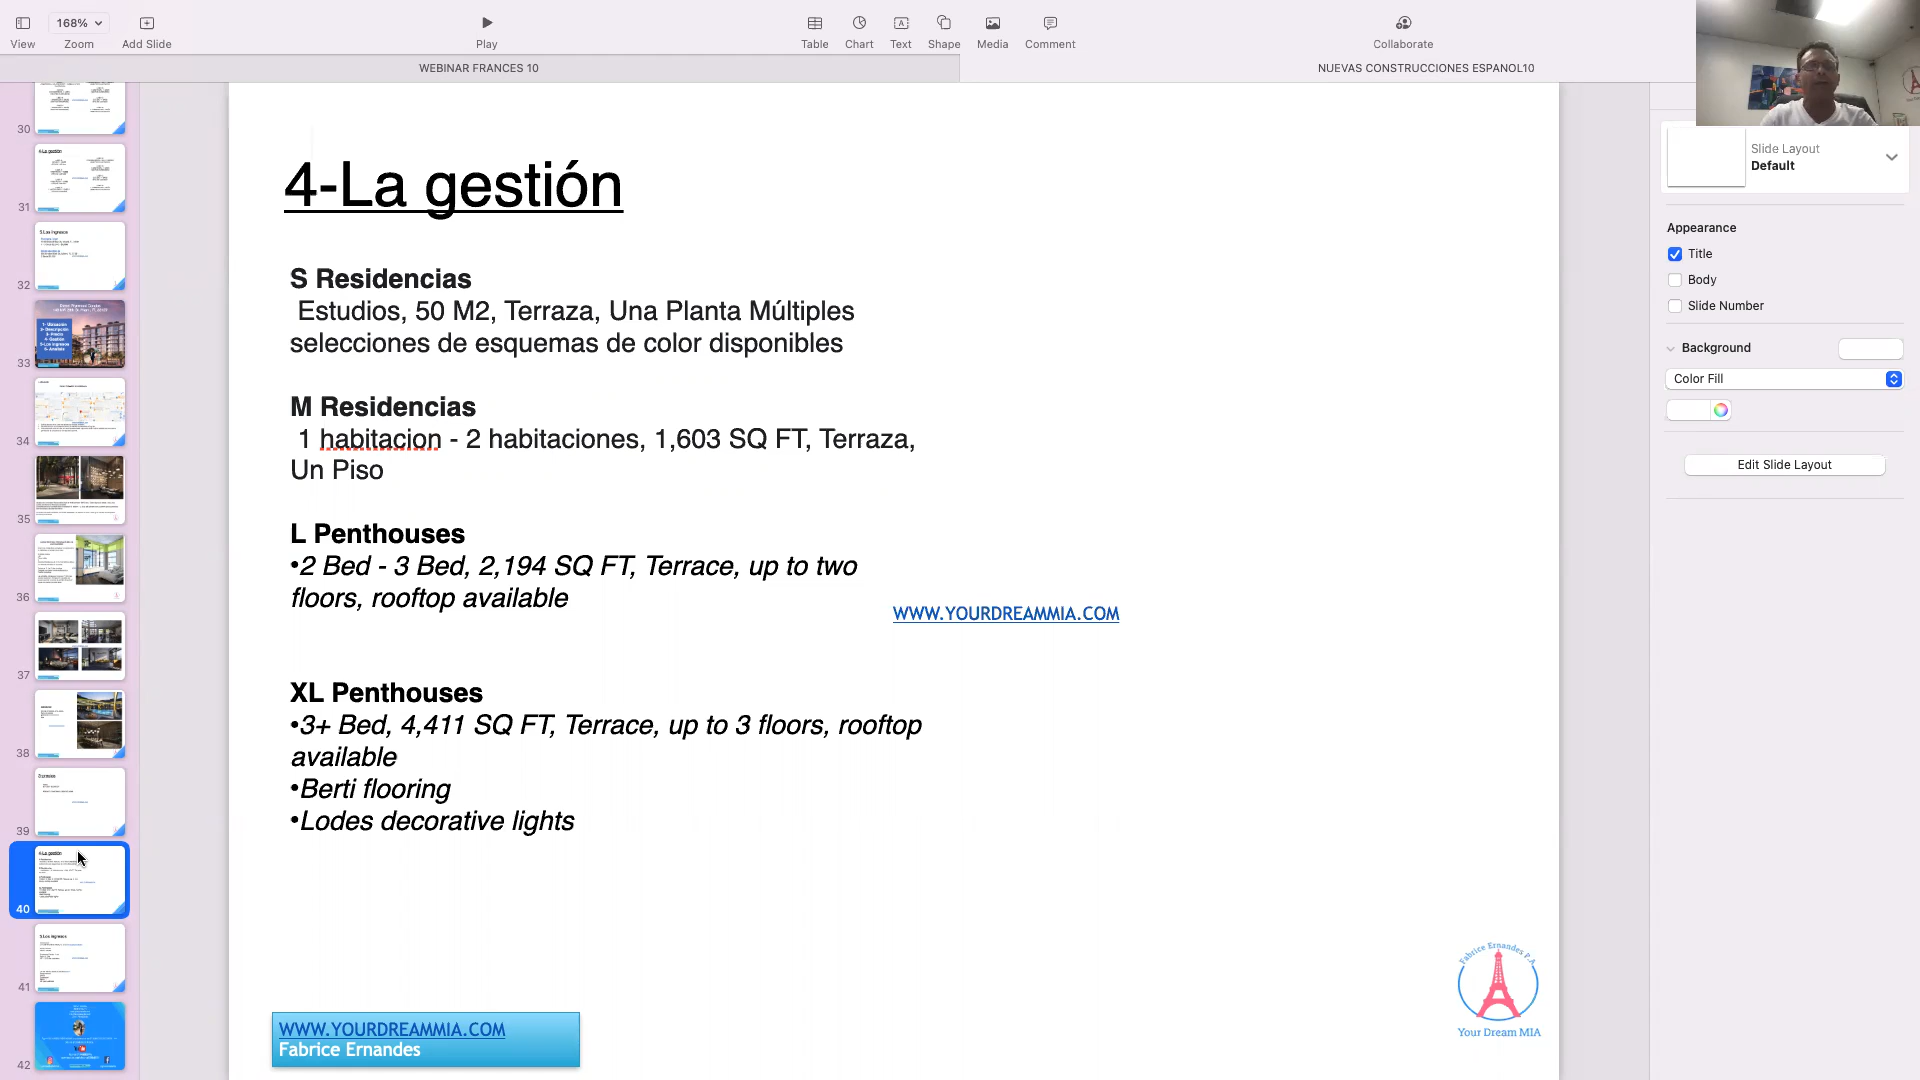 168%
View
Zoom
Add Slide
Play
Table
Chart
Text
Shape
Media
Comment
Collaborate
WEBINAR FRANCES 10
NUEVAS CONSTRUCCIONES ESPANOL10
30
31
32
33
34
35
36
37
38
39
40
41
42
4-La gestión
S Residencias
Estudios, 50 M2, Terraza, Una Planta Múltiples
selecciones de esquemas de color disponibles
M Residencias
1 habitacion - 2 habitaciones, 1,603 SQ FT, Terraza,
Un Piso
L Penthouses
•2 Bed - 3 Bed, 2,194 SQ FT, Terrace, up to two
floors, rooftop available
WWW.YOURDREAMMIA.COM
XL Penthouses
•3+ Bed, 4,411 SQ FT, Terrace, up to 3 floors, rooftop
available
•Berti flooring
•Lodes decorative lights
WWW.YOURDREAMMIA.COM
Fabrice Ernandes
Fabrice Ernandes P.A
Your Dream MIA
Slide Layout
Default
Appearance
Title
Body
Slide Number
Background
Color Fill
Edit Slide Layout